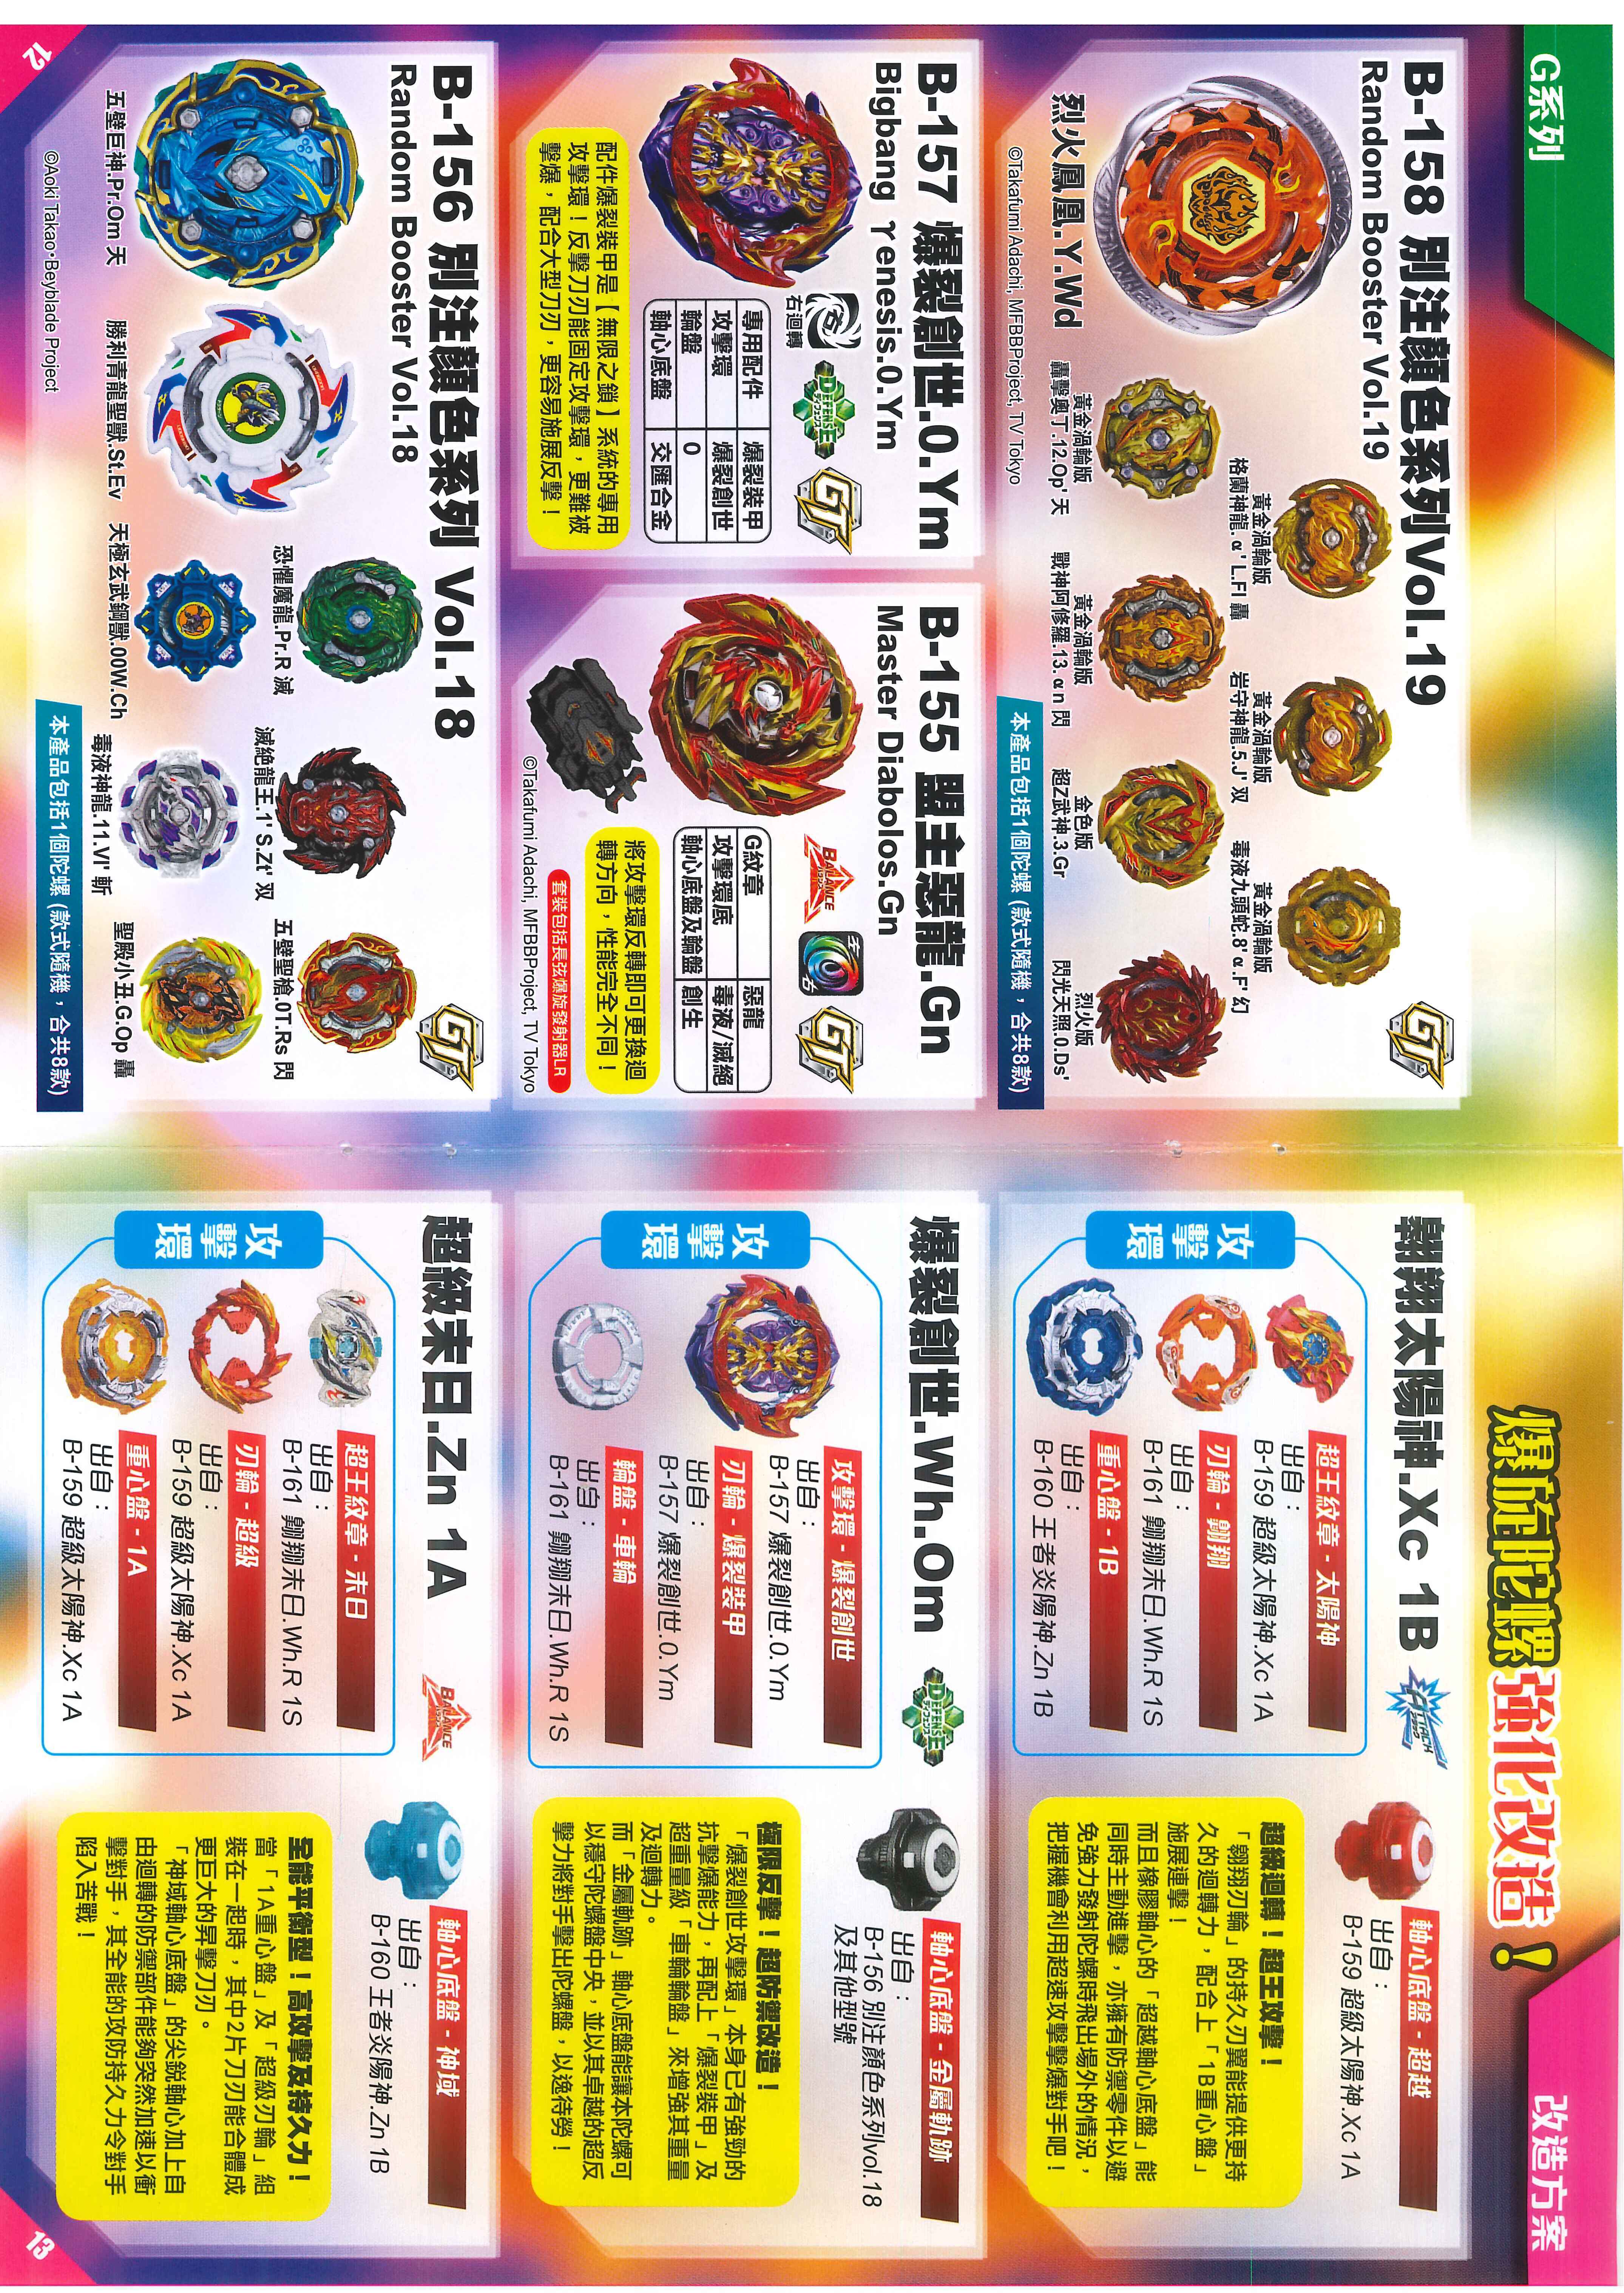 G系列
B-158 別注顏色系列Vol.19
Random Booster Vol.19
GT
黃金渦輪版
格蘭神龍.α' L.Fl 轟
黃金渦輪版
岩守神龍.5.J' 双
黃金渦輪版
毒液九頭蛇.8'α.F' 幻
烈火鳳凰.Y.Wd
黃金渦輪版
轟擊奧丁.12.Op' 天
黃金渦輪版
戰神阿修羅.13.αn 閃
金色版
超Z武神.3.Gr
烈火版
閃光天照.0.Ds'
©Takafumi Adachi, MFBBProject, TV Tokyo
本產品包括1個陀螺 (款式隨機，合共8款)
B-157 爆裂創世.0.Ym
Bigbang γenesis.0.Ym
右迴轉
DEFENSE
ディフェンス
GT
專用配件 爆裂裝甲
攻擊環 爆裂創世
輪盤 0
軸心底盤 交匯合金
配件爆裂裝甲是【無限之鎖】系統的專用
攻擊環！反擊刀刃能固定攻擊環，更難被
擊爆，配合大型刀刃，更容易施展反擊！
B-155 盟主惡龍.Gn
Master Diabolos.Gn
BALANCE
バランス
左
右
GT
G紋章 惡龍
攻擊環底 毒液/滅絕
軸心底盤及輪盤 創生
將攻擊環反轉即可更換迴
轉方向，性能完全不同！
套裝包括長弦爆旋發射器LR
©Takafumi Adachi, MFBBProject, TV Tokyo
B-156 別注顏色系列 Vol.18
Random Booster Vol.18
GT
恐懼魔龍.Pr.R 滅
滅絕龍王.1' S.Zt' 双
五壁聖槍.0T.Rs 閃
五壁巨神.Pr.Om 天
勝利青龍聖獸.St.Ev
天極玄武鋼獸.00W.Ch
毒液神龍.11.Vl' 斬
聖殿小丑.G.Op 轟
©Aoki Takao・Beyblade Project
本產品包括1個陀螺 (款式隨機，合共8款)
12
改造方案
爆旋陀螺強化改造！
翱翔太陽神.Xc 1B
ATTACK
アタック
攻擊環
超王紋章 - 太陽神
出自：
B-159 超級太陽神.Xc 1A
刃輪 - 翱翔
出自：
B-161 翱翔末日.Wh.R 1S
重心盤 - 1B
出自：
B-160 王者炎陽神.Zn 1B
軸心底盤 - 超越
出自：
B-159 超級太陽神.Xc 1A
超級迴轉！超王攻擊！
「翱翔刃輪」的持久刃翼能提供更持
久的迴轉力，配合上「1B重心盤」
施展連擊！
而且橡膠軸心的「超越軸心底盤」能
同時主動進擊，亦擁有防禦零件以避
免強力發射陀螺時飛出場外的情況，
把握機會利用超速攻擊擊爆對手吧！
爆裂創世.Wh.Om
DEFENSE
ディフェンス
攻擊環
攻擊環 - 爆裂創世
出自：
B-157 爆裂創世.0.Ym
刃輪 - 爆裂裝甲
出自：
B-157 爆裂創世.0.Ym
輪盤 - 車輪
出自：
B-161 翱翔末日.Wh.R 1S
軸心底盤 - 金屬軌跡
出自：
B-156 別注顏色系列vol.18
及其他型號
極限反擊！超防禦改造！
「爆裂創世攻擊環」本身已有強勁的
抗擊爆能力，再配上「爆裂裝甲」及
超重量級「車輪輪盤」來增強其重量
及迴轉力。
而「金屬軌跡」軸心底盤能讓本陀螺可
以穩守陀螺盤中央，並以其卓越的超反
擊力將對手擊出陀螺盤，以逸待勞！
超級末日.Zn 1A
BALANCE
バランス
攻擊環
超王紋章 - 末日
出自：
B-161 翱翔末日.Wh.R 1S
刃輪 - 超級
出自：
B-159 超級太陽神.Xc 1A
重心盤 - 1A
出自：
B-159 超級太陽神.Xc 1A
軸心底盤 - 神域
出自：
B-160 王者炎陽神.Zn 1B
全能平衡型！高攻擊及持久力！
當「1A重心盤」及「超級刃輪」組
裝在一起時，其中2片刀刃能合體成
更巨大的昇擊刀刃。
「神域軸心底盤」的尖銳軸心加上自
由迴轉的防禦部件能夠突然加速以衝
擊對手，其全能的攻防持久力令對手
陷入苦戰！
13